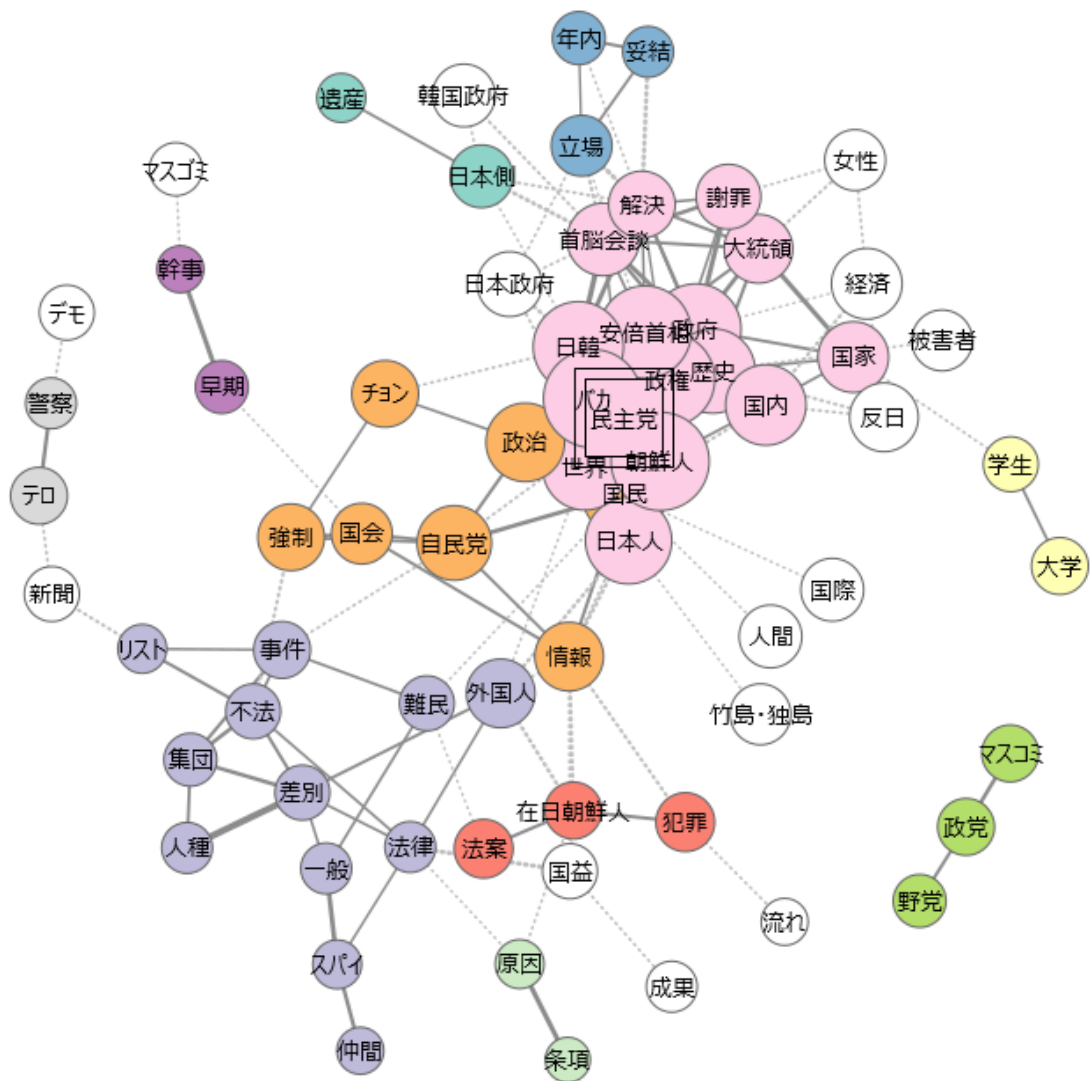 年内
妥結
遺産
韓国政府
立場
マスゴミ
日本側
女性
解決
謝罪
首脳会談
大統領
幹事
日本政府
経済
デモ
安倍首相
政府
日韓
被害者
国家
歴史
政権
早期
チョン
バカ
警察
国内
反日
民主党
政治
世界
朝鮮人
学生
テロ
国民
強制
国会
自民党
日本人
大学
新聞
国際
人間
リスト
事件
情報
外国人
難民
不法
竹島・独島
集団
マスコミ
差別
在日朝鮮人
犯罪
政党
人種
法律
法案
一般
国益
野党
流れ
スパイ
原因
成果
仲間
条項